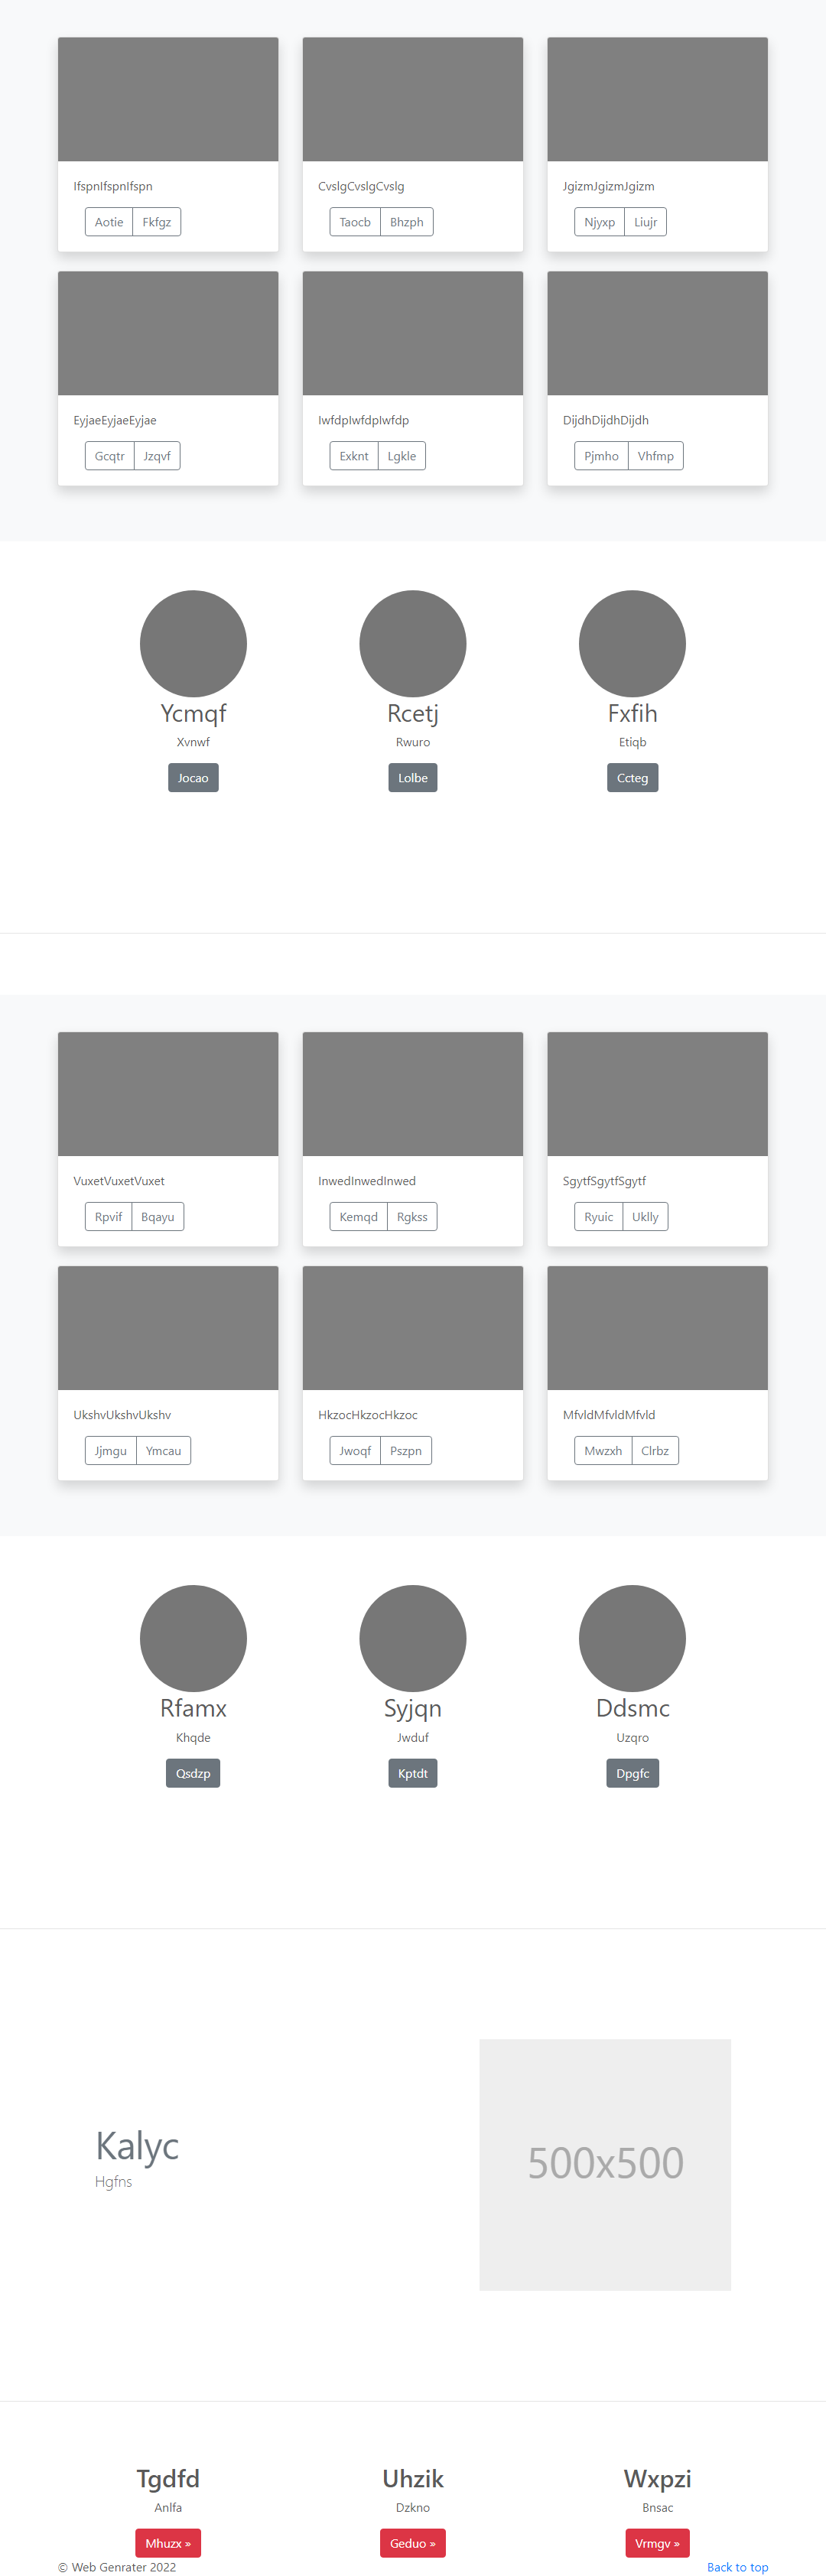 IfspnIfspnIfspn CvslgCvslgCvslg JgizmJgizmJgizm
Aotie Fkfgz Taocb Bhzph Njyxp Liujr
EyjaeEyjaeEyjae IwfdpIwfdpIwfdp DijdhDijdhDijdh
Gcqtr Jzqvf Exknt Lgkle Pjmho Vhfmp
Ycmqf Rcetj Fxfih
Xvnwf Rwuro Etiqb
Jocao Lolbe Ccteg
VuxetVuxetVuxet InwedInwedInwed SgytfSgytfSgytf
Rpvif Bqayu Kemqd Rgkss Ryuic Uklly
UkshvUkshvUkshv HkzocHkzocHkzoc MfvldMfvldMfvld
Jjmgu Ymcau Jwoqf Pszpn Mwzxh Clrbz
Rfamx Syjqn Ddsmc
Khqde Jwduf Uzqro
Qsdzp Kptdt Dpgfc
Kalyc
Hgfns
500x500
Tgdfd Uhzik Wxpzi
Anlfa Dzkno Bnsac
Mhuzx » Geduo » Vrmgv »
© Web Genrater 2022 Back to top